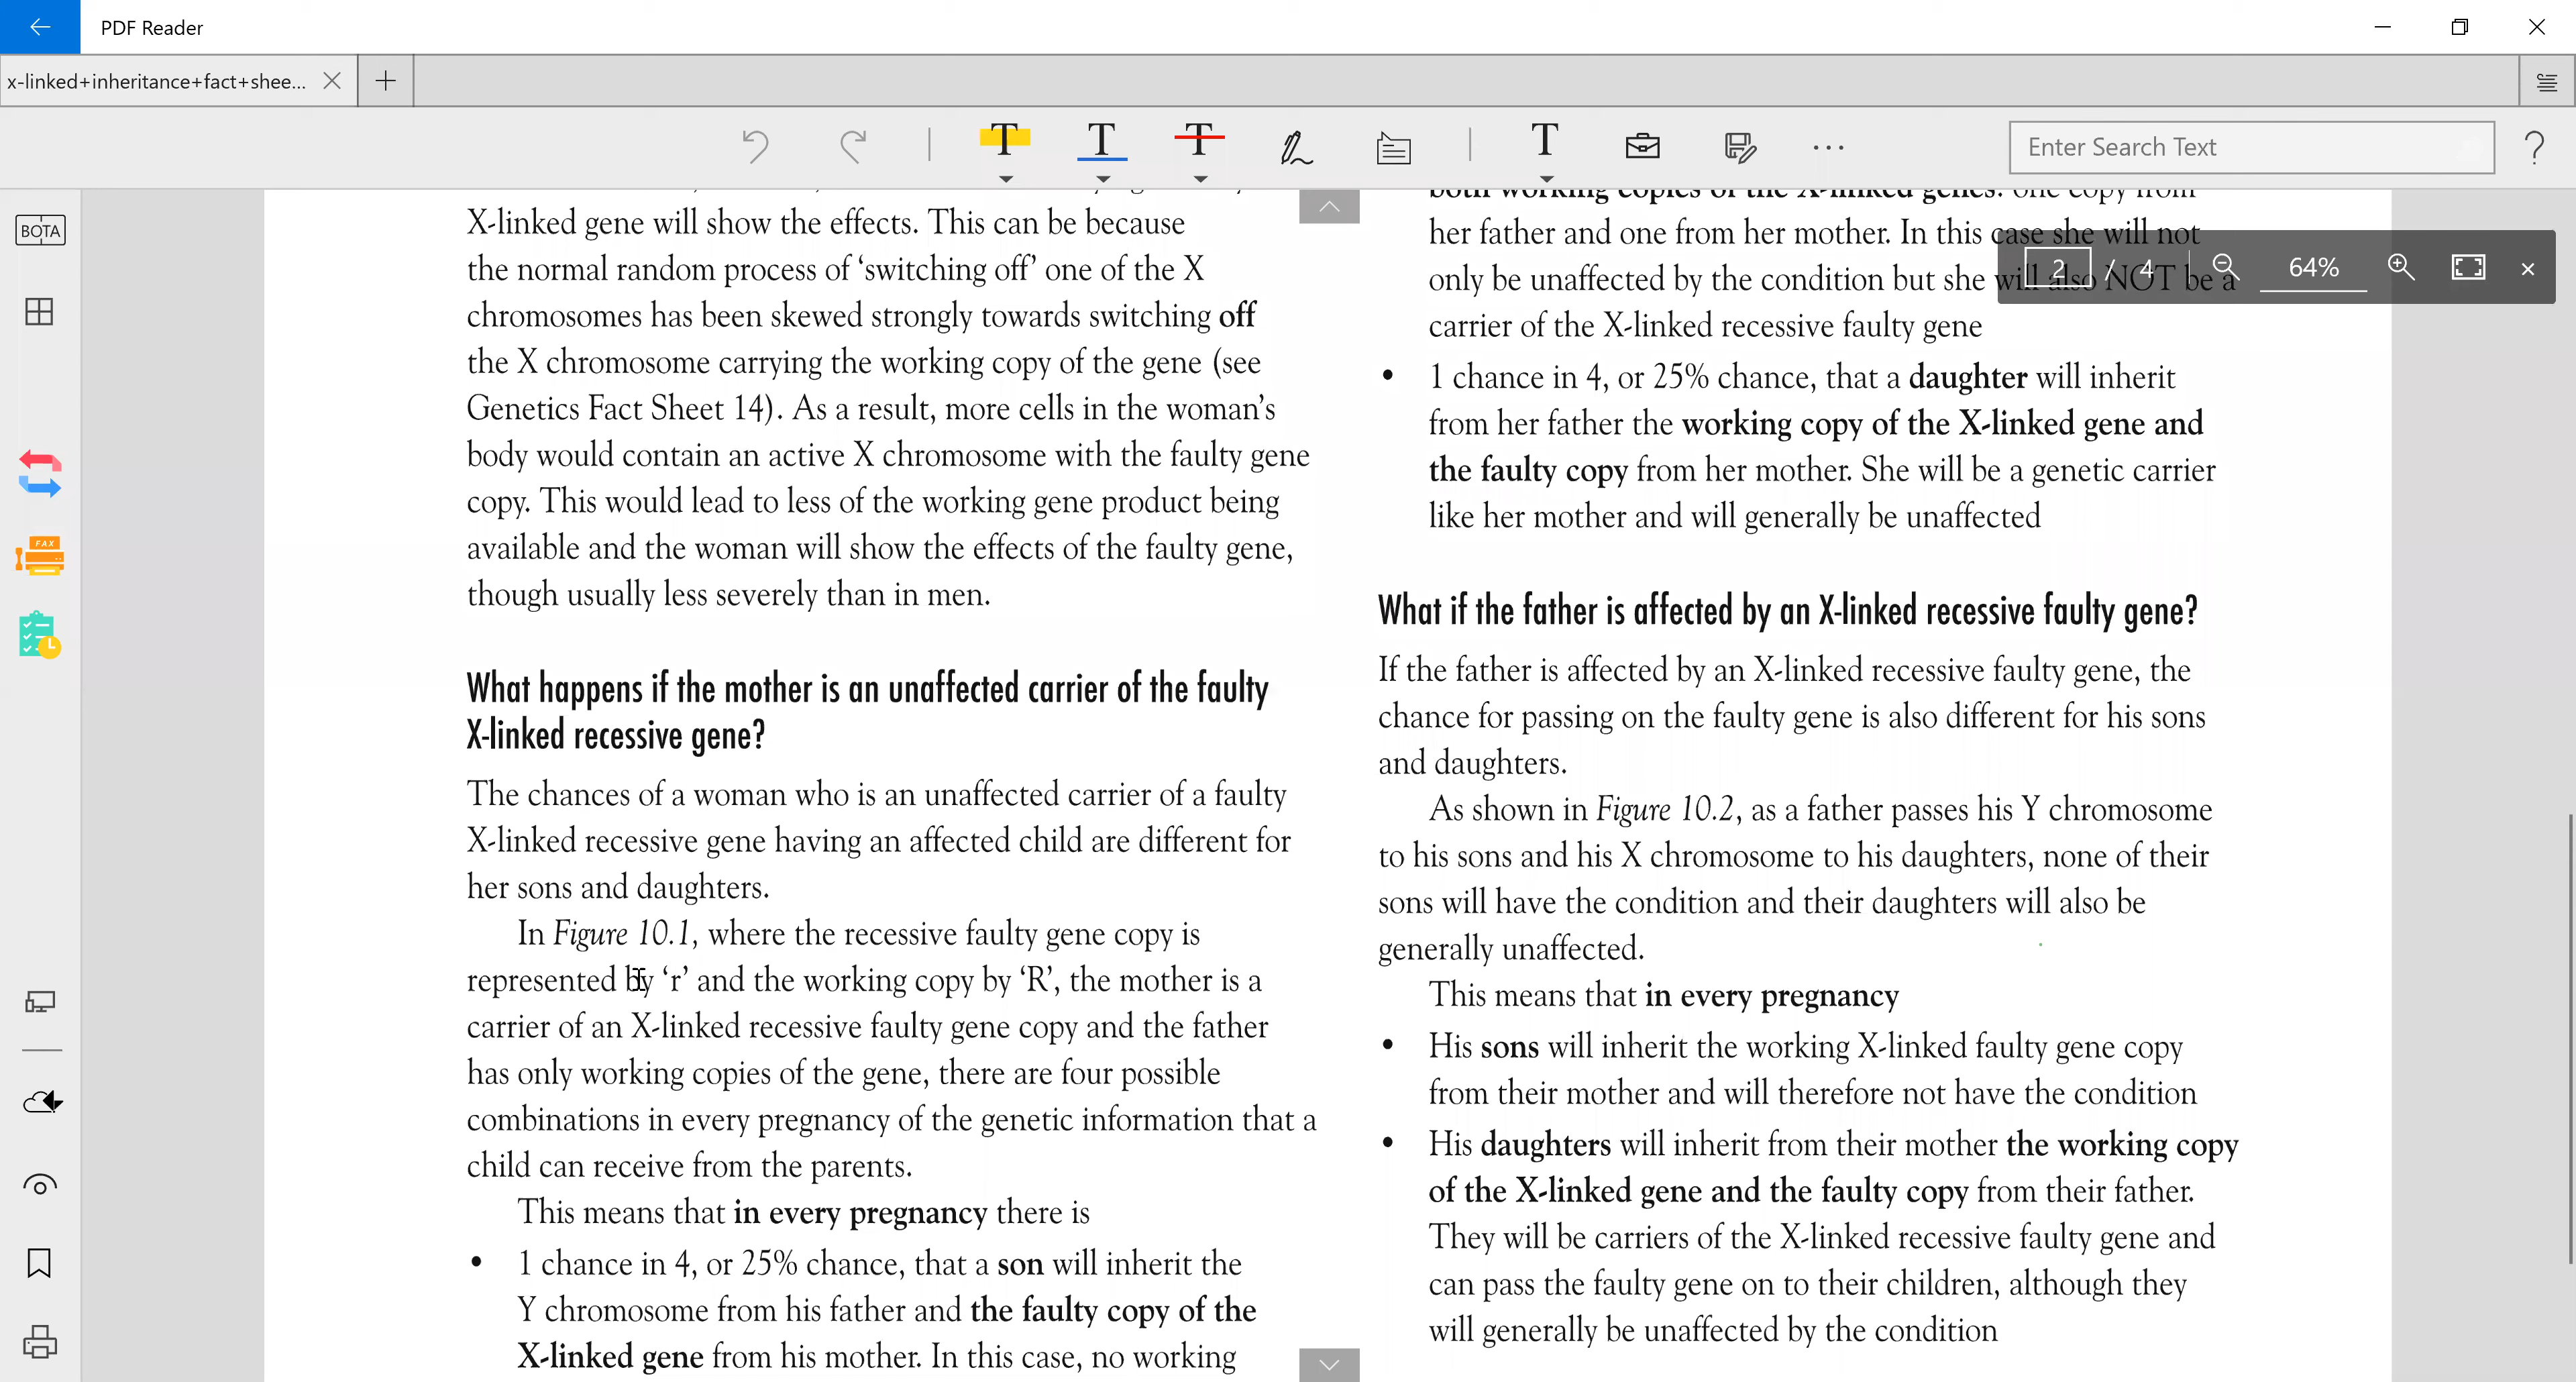 PDF Reader
x-linked+inheritance+fact+shee...
Enter Search Text
?
BOTA
FAX
2 / 4
64%
X-linked gene will show the effects. This can be because
the normal random process of ‘switching off’ one of the X
chromosomes has been skewed strongly towards switching off
the X chromosome carrying the working copy of the gene (see
Genetics Fact Sheet 14). As a result, more cells in the woman’s
body would contain an active X chromosome with the faulty gene
copy. This would lead to less of the working gene product being
available and the woman will show the effects of the faulty gene,
though usually less severely than in men.
What happens if the mother is an unaffected carrier of the faulty
X-linked recessive gene?
The chances of a woman who is an unaffected carrier of a faulty
X-linked recessive gene having an affected child are different for
her sons and daughters.
In Figure 10.1, where the recessive faulty gene copy is
represented by ‘r’ and the working copy by ‘R’, the mother is a
carrier of an X-linked recessive faulty gene copy and the father
has only working copies of the gene, there are four possible
combinations in every pregnancy of the genetic information that a
child can receive from the parents.
This means that in every pregnancy there is
• 1 chance in 4, or 25% chance, that a son will inherit the
Y chromosome from his father and the faulty copy of the
X-linked gene from his mother. In this case, no working
both working copies of the X-linked genes: one copy from
her father and one from her mother. In this case she will not
only be unaffected by the condition but she will also NOT be a
carrier of the X-linked recessive faulty gene
• 1 chance in 4, or 25% chance, that a daughter will inherit
from her father the working copy of the X-linked gene and
the faulty copy from her mother. She will be a genetic carrier
like her mother and will generally be unaffected
What if the father is affected by an X-linked recessive faulty gene?
If the father is affected by an X-linked recessive faulty gene, the
chance for passing on the faulty gene is also different for his sons
and daughters.
As shown in Figure 10.2, as a father passes his Y chromosome
to his sons and his X chromosome to his daughters, none of their
sons will have the condition and their daughters will also be
generally unaffected.
This means that in every pregnancy
• His sons will inherit the working X-linked faulty gene copy
from their mother and will therefore not have the condition
• His daughters will inherit from their mother the working copy
of the X-linked gene and the faulty copy from their father.
They will be carriers of the X-linked recessive faulty gene and
can pass the faulty gene on to their children, although they
will generally be unaffected by the condition